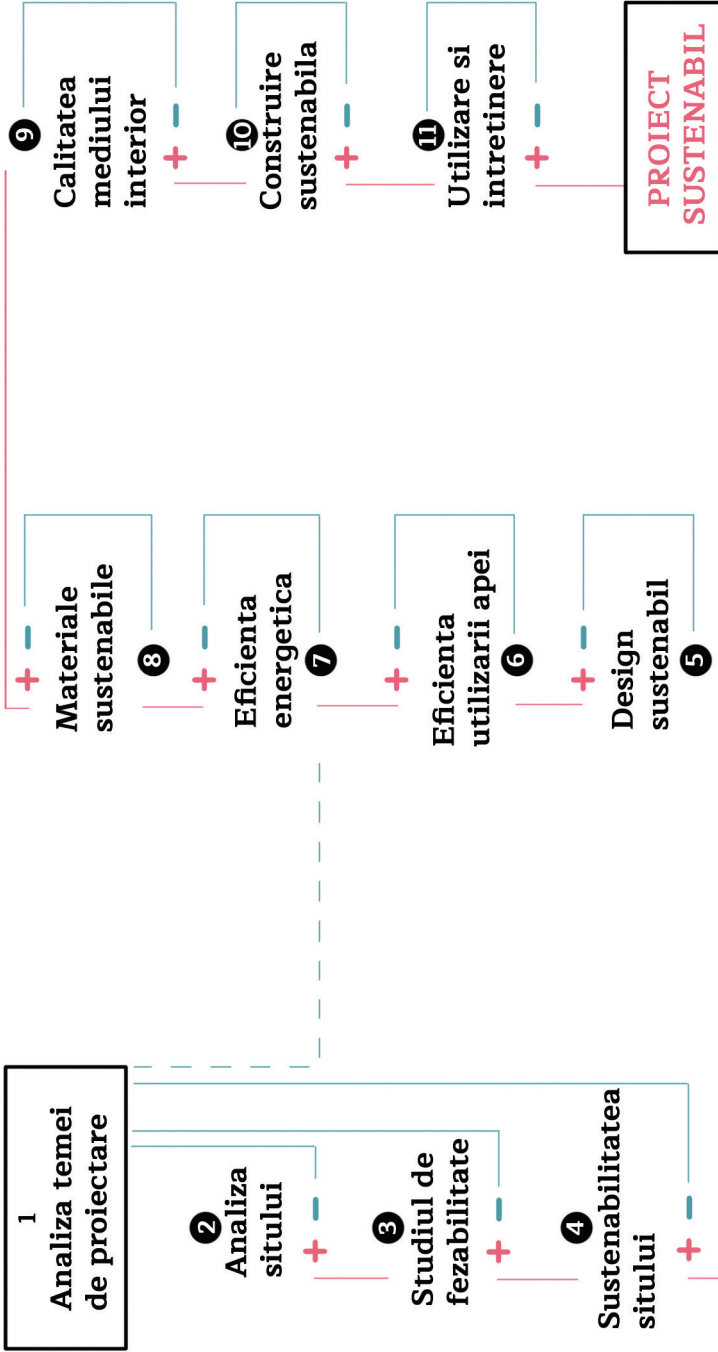 1
Analiza temei
de proiectare
2
Analiza
sitului
+ -
3
Studiul de
fezabilitate
+ -
4
Sustenabilitatea
sitului
+ -
+ -
Materiale
sustenabile
8
+ -
Eficienta
energetica
7
+ -
Eficienta
utilizarii apei
6
+ -
Design
sustenabil
5
9
Calitatea
mediului
interior
+ -
10
Construire
sustenabila
+ -
11
Utilizare si
intretinere
+ -
PROIECT
SUSTENABIL